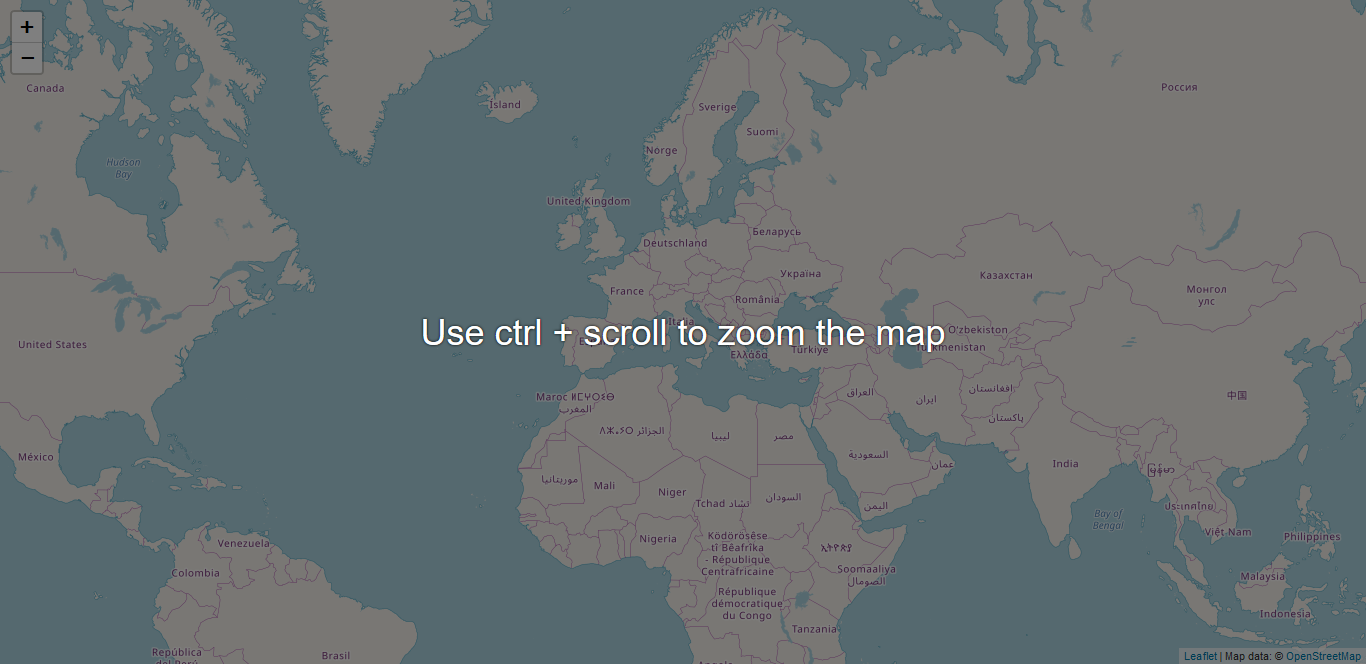 +
−
Canada
Island
Россия
Sverige
Suomi
Norge
Hudson
Bay
United Kingdom
Беларусь
Deutschland
Україна
Казахстан
France
România
Монгол
улс
Italia
O'zbekiston
Use ctrl + scroll to zoom the map
United States
Türkiye
Türkmenistan
Ελλάδα
افغانستان
العراق
ایران
中国
Maroc ⵍⵎⵖⵔⵉⴱ
المغرب
پاکستان
الجزائر
ليبيا
مصر
México
السعودية
عمان
India
မြန်မာ
موريتانيا
Mali
Niger
Tchad تشاد
السودان
اليمن
ประเทศไทย
Bay of
Bengal
Việt Nam
Philippines
Venezuela
Nigeria
Ködörösêse
tî Bêafrîka
- République
Centrafricaine
ኢትዮጵያ
Colombia
Soomaaliya
الصومال
Malaysia
République
démocratique
du Congo
Indonesia
Tanzania
República
del Perú
Brasil
Angola
Leaflet | Map data: © OpenStreetMap